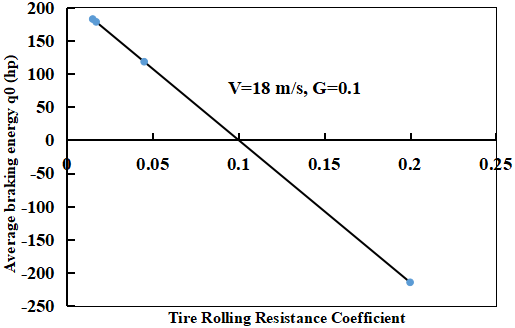 200
150
100
50
0
-50
-100
-150
-200
-250
0 0.05 0.1 0.15 0.2 0.25
V=18 m/s, G=0.1
Average braking energy q0 (hp)
Tire Rolling Resistance Coefficient